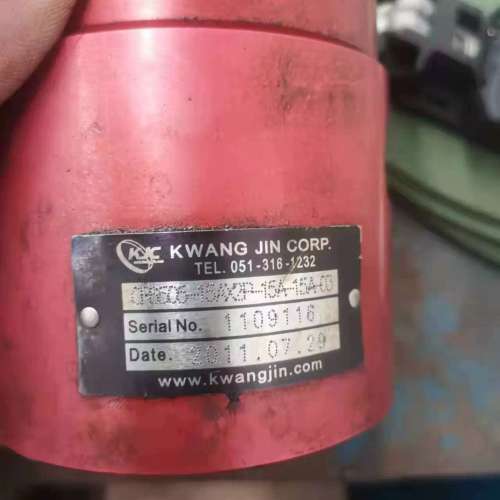 KJC KWANG JIN CORP.
TEL. 051-316-1232
Serial No. 1109116
Date. 2011.07.29
www.kwangjin.com